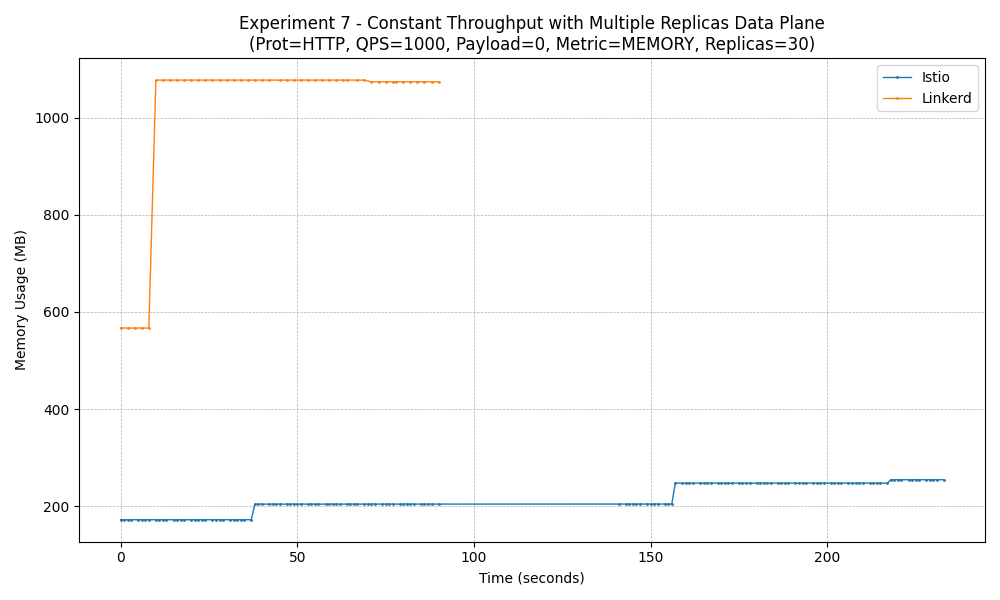 Experiment 7 - Constant Throughput with Multiple Replicas Data Plane
(Prot=HTTP, QPS=1000, Payload=0, Metric=MEMORY, Replicas=30)
Istio
Linkerd
Memory Usage (MB)
1000
800
600
400
200
0
50
100
150
200
Time (seconds)